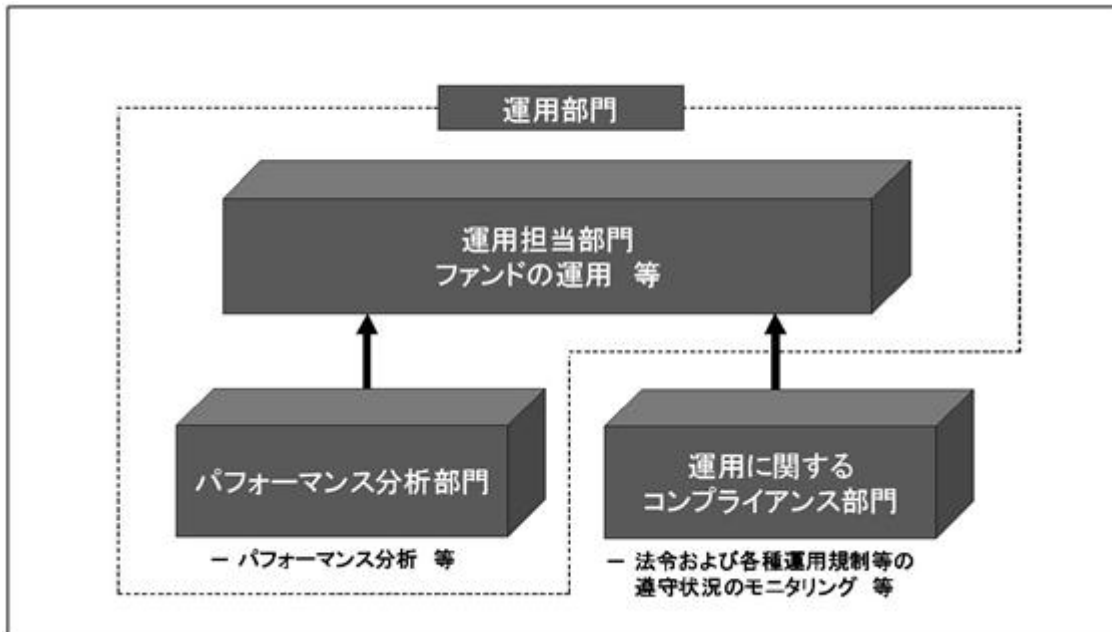 運用部門
運用担当部門
ファンドの運用 等
パフォーマンス分析部門
― パフォーマンス分析 等
運用に関する
コンプライアンス部門
― 法令および各種運用規制等の
遵守状況のモニタリング 等